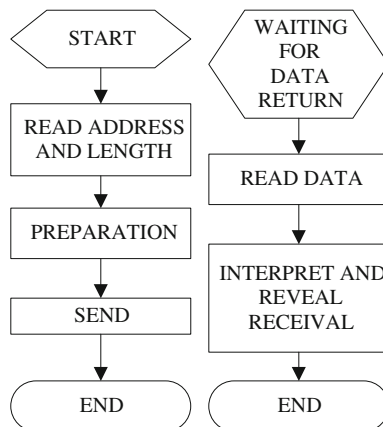 START
READ ADDRESS
AND LENGTH
PREPARATION
SEND
END
WAITING
FOR
DATA
RETURN
READ DATA
INTERPRET AND
REVEAL
RECEIVAL
END